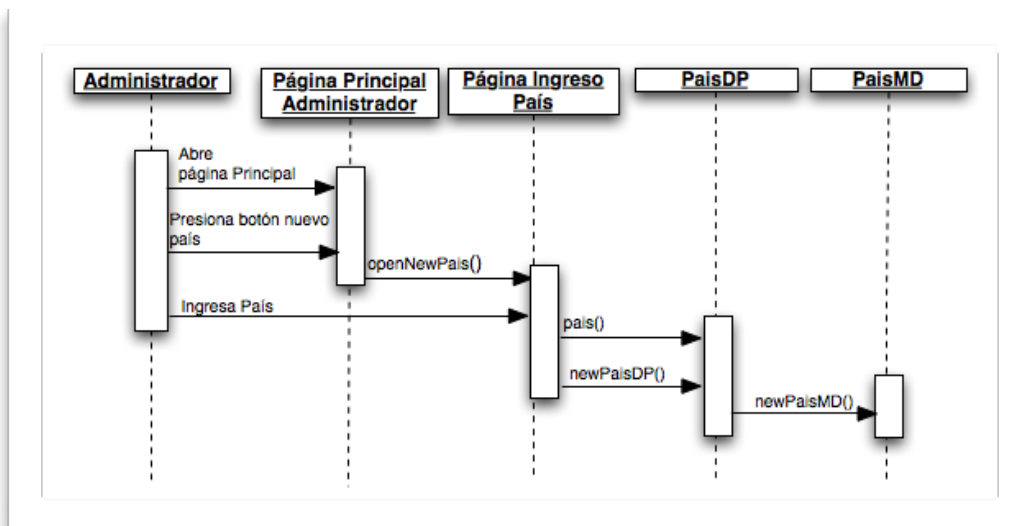 Administrador
Página Principal
Administrador
Página Ingreso
País
PaisDP
PaisMD
Abre
página Principal
Presiona botón nuevo
país
openNewPais()
Ingresa País
pais()
newPaisDP()
newPaisMD()